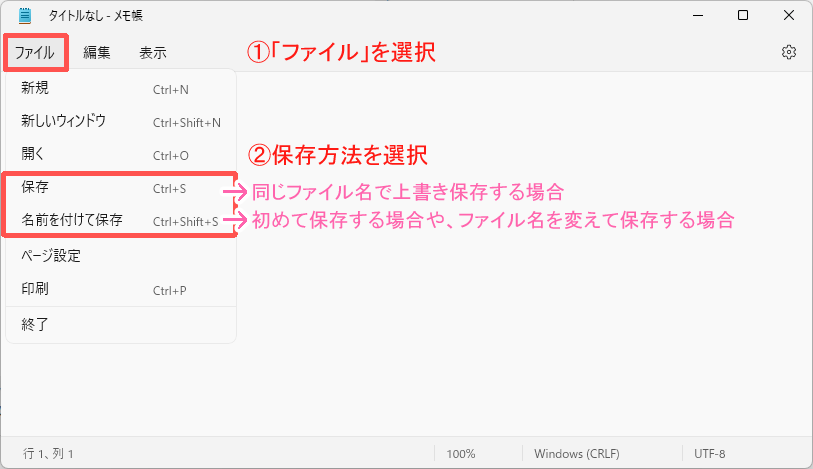 タイトルなし - メモ帳
ファイル 編集 表示 ①「ファイル」を選択
新規 Ctrl+N
新しいウィンドウ Ctrl+Shift+N
開く Ctrl+O
②保存方法を選択
保存 Ctrl+S →同じファイル名で上書き保存する場合
名前を付けて保存 Ctrl+Shift+S →初めて保存する場合や、ファイル名を変えて保存する場合
ページ設定
印刷 Ctrl+P
終了
行 1、列 1 100% Windows (CRLF) UTF-8